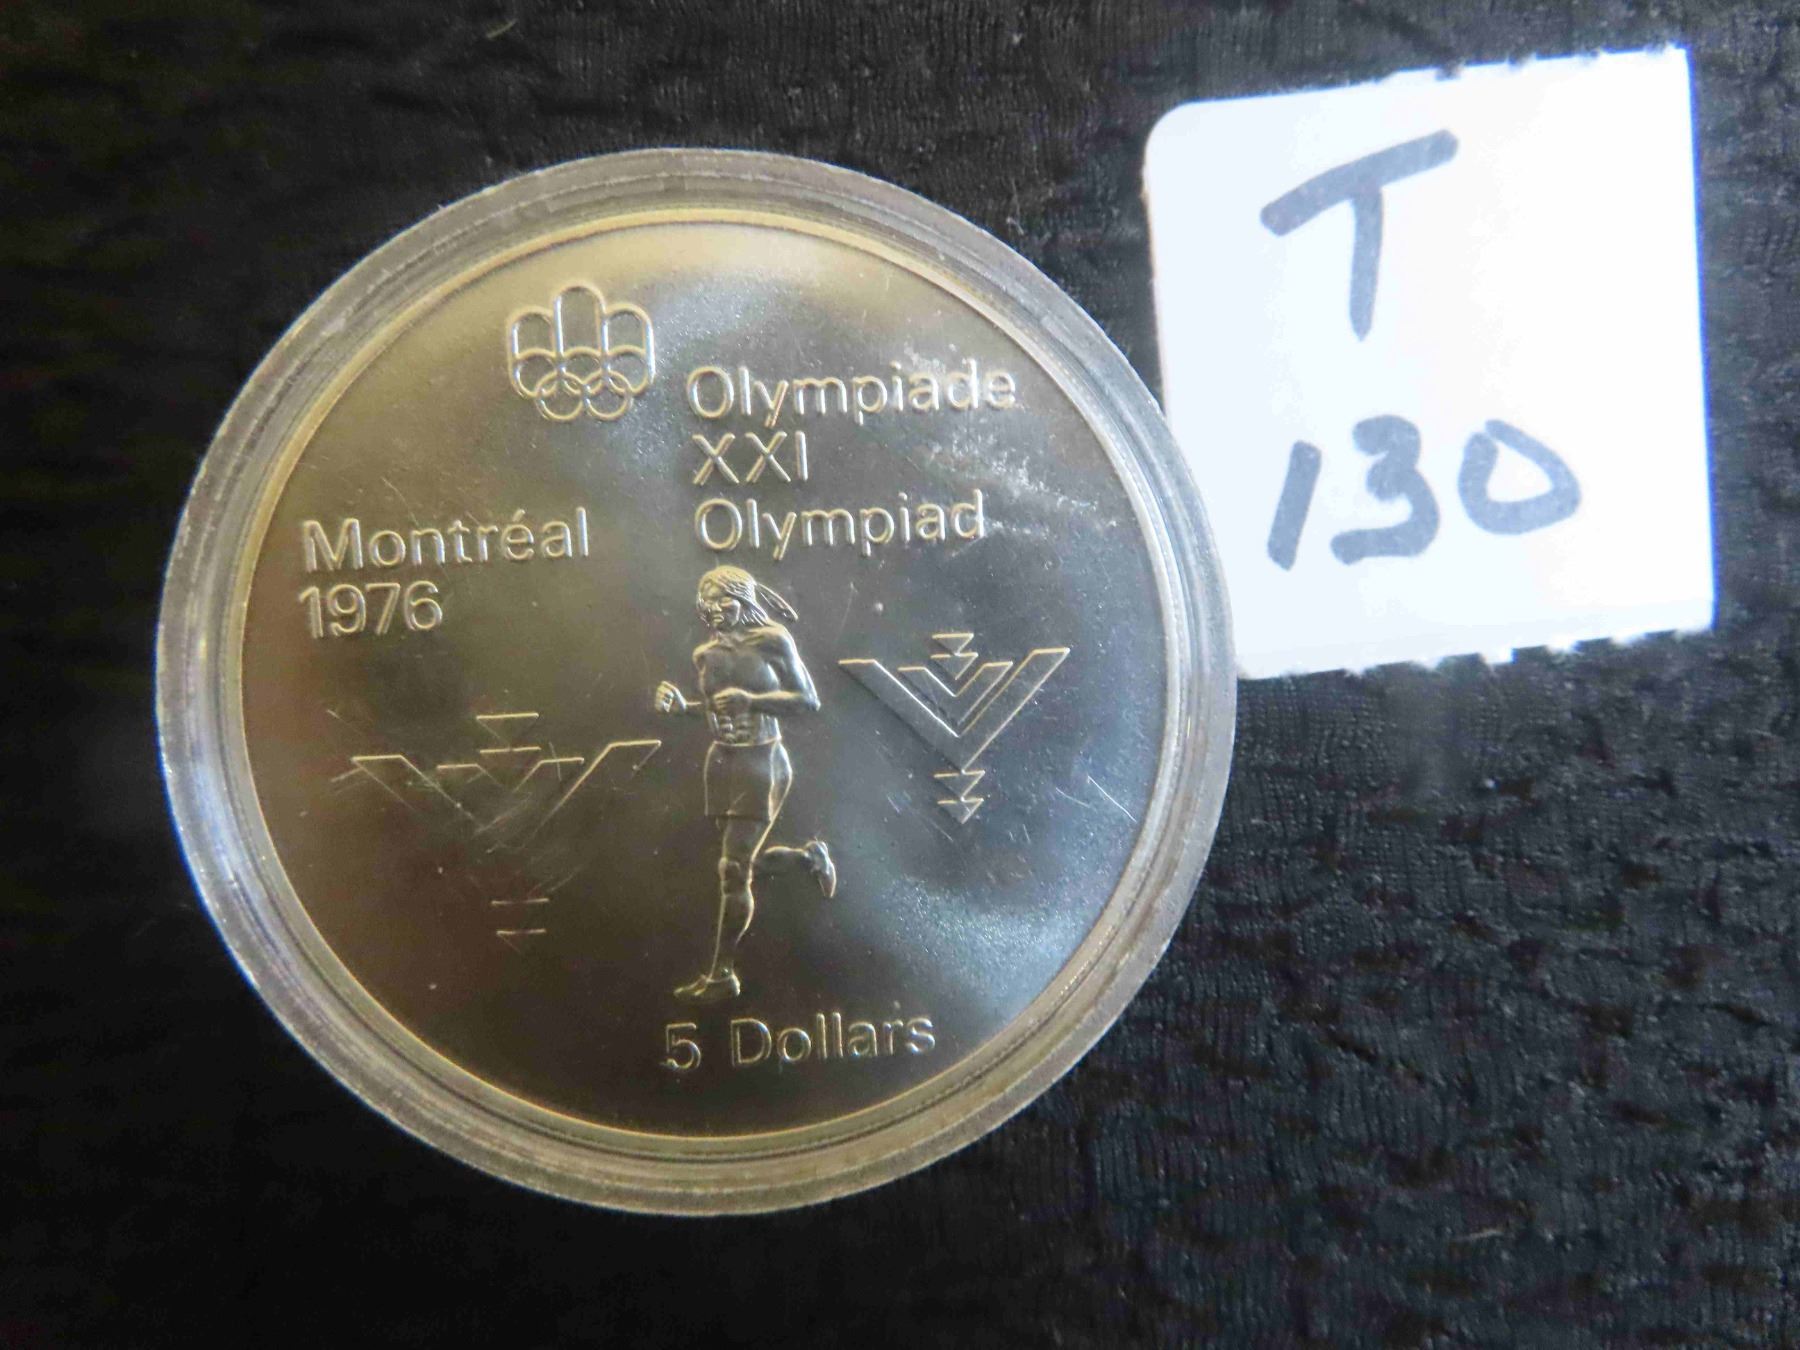 Olympiade
XXI
Olympiad
Montréal
1976
5 Dollars
T
130